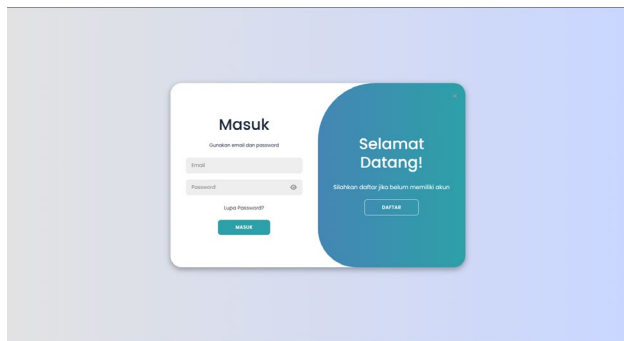 Masuk
Gunakan email dan password
Email
Password
Lupa Password?
MASUK
Selamat
Datang!
Silahkan daftar jika belum memiliki akun
DAFTAR